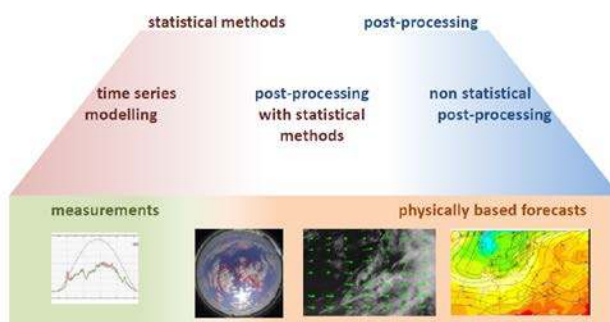 statistical methods
post-processing
time series
modelling
post-processing
with statistical
methods
non statistical
post-processing
measurements
physically based forecasts